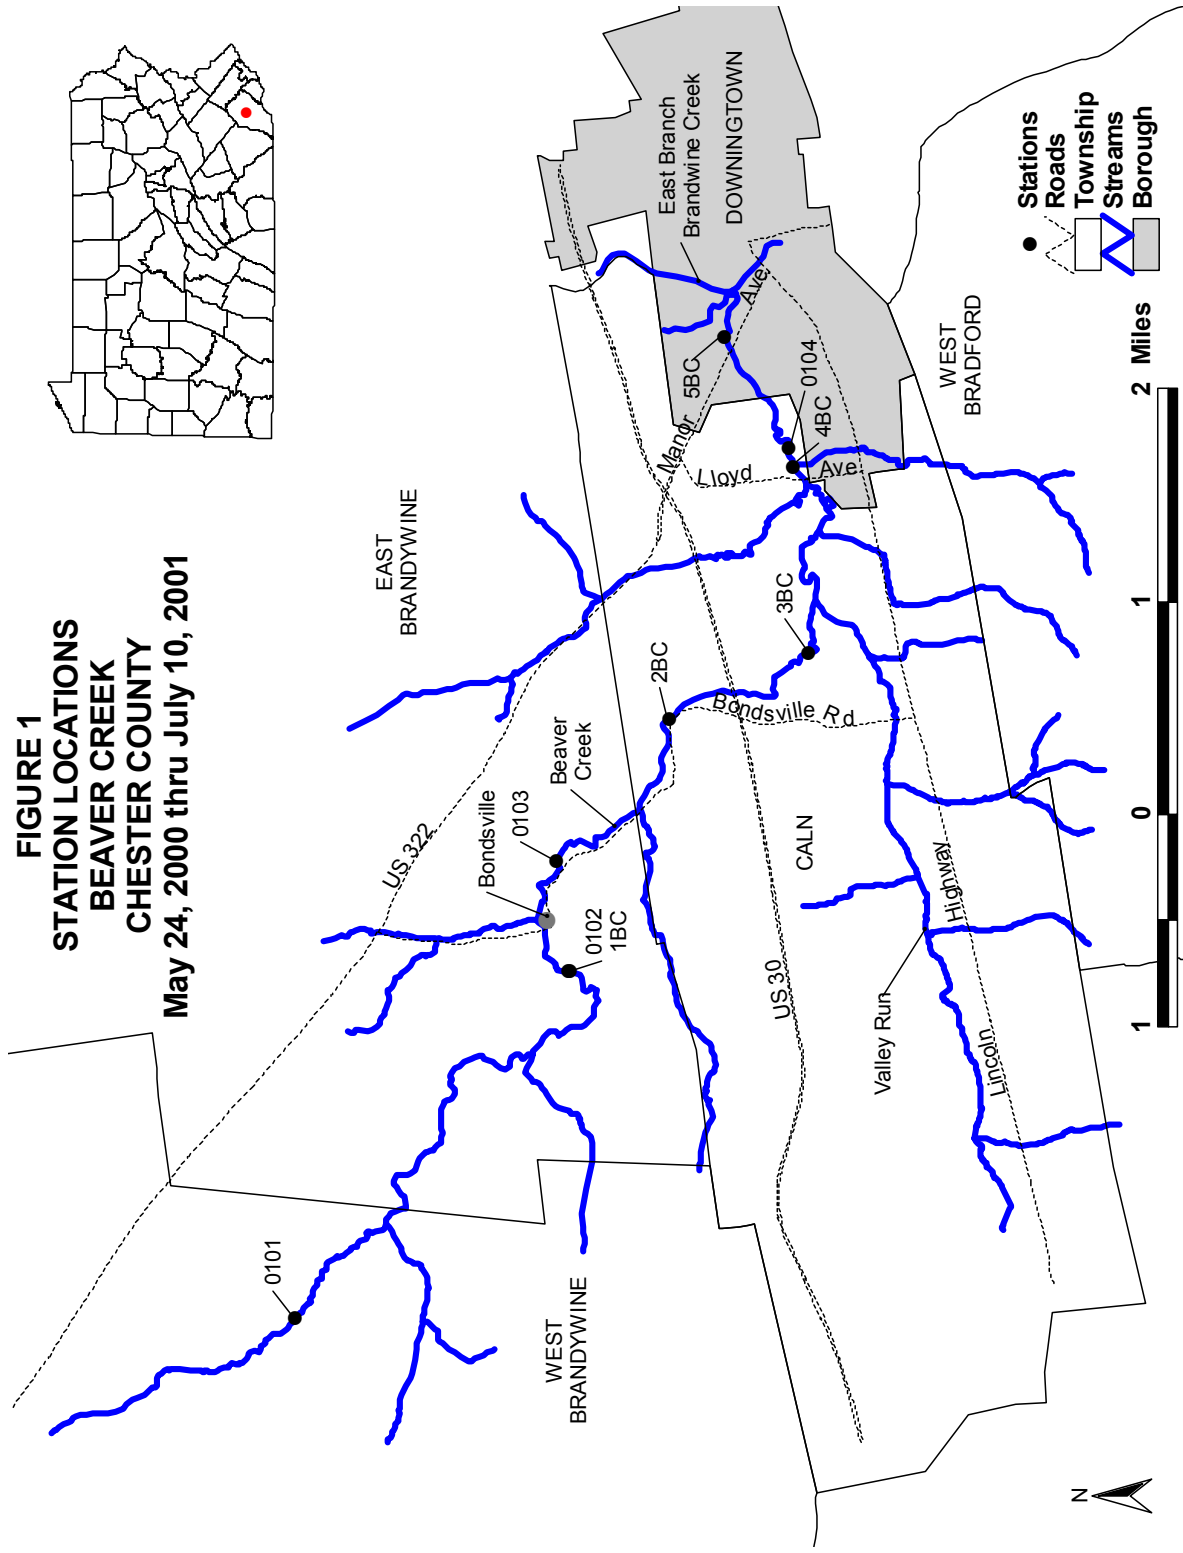 FIGURE 1
STATION LOCATIONS
BEAVER CREEK
CHESTER COUNTY
May 24, 2000 thru July 10, 2001
0101
WEST
BRANDYWINE
US 322
Bondsville
0103
0102
1BC
Beaver
Creek
EAST
BRANDYWINE
2BC
Bondsville Rd
3BC
CALN
US 30
Valley Run
Lincoln
Highway
Manor
Ave
Lloyd
Ave
5BC
0104
4BC
East Branch
Brandwine Creek
DOWNINGTOWN
WEST
BRADFORD
N
1
0
1
2
Miles
Stations
Roads
Township
Streams
Borough